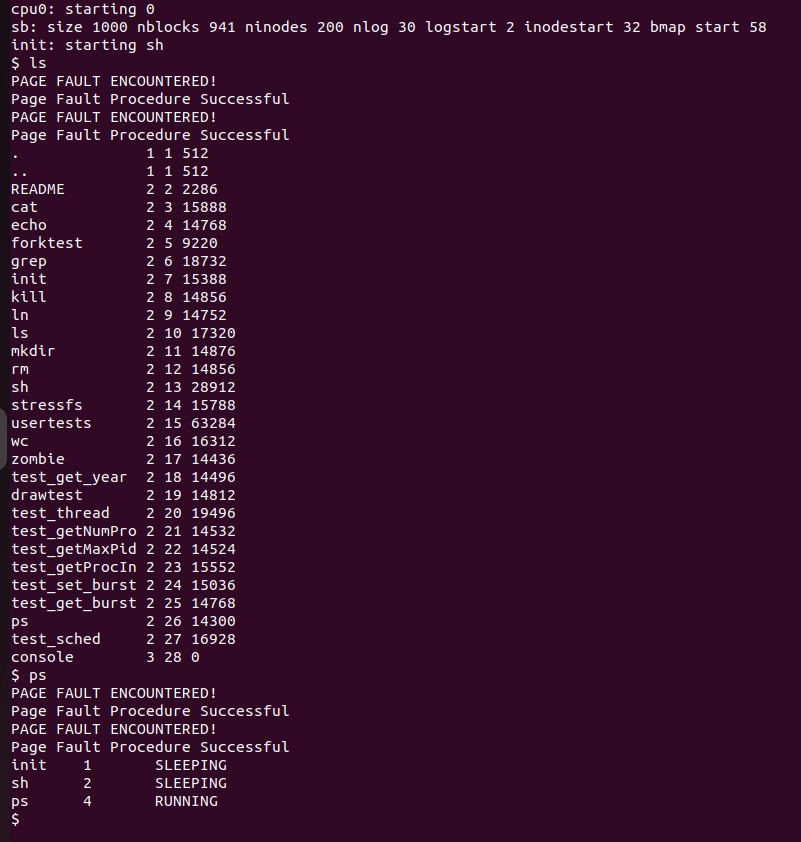 cpu0: starting 0
sb: size 1000 nblocks 941 ninodes 200 nlog 30 logstart 2 inodestart 32 bmap start 58
init: starting sh
$ ls
PAGE FAULT ENCOUNTERED!
Page Fault Procedure Successful
PAGE FAULT ENCOUNTERED!
Page Fault Procedure Successful
.              1 1 512
..             1 1 512
README         2 2 2286
cat            2 3 15888
echo           2 4 14768
forktest       2 5 9220
grep           2 6 18732
init           2 7 15388
kill           2 8 14856
ln             2 9 14752
ls             2 10 17320
mkdir          2 11 14876
rm             2 12 14856
sh             2 13 28912
stressfs       2 14 15788
usertests      2 15 63284
wc             2 16 16312
zombie         2 17 14436
test_get_year  2 18 14496
drawtest       2 19 14812
test_thread    2 20 19496
test_getNumPro 2 21 14532
test_getMaxPid 2 22 14524
test_getProcIn 2 23 15552
test_set_burst 2 24 15036
test_get_burst 2 25 14768
ps             2 26 14300
test_sched     2 27 16928
console        3 28 0
$ ps
PAGE FAULT ENCOUNTERED!
Page Fault Procedure Successful
PAGE FAULT ENCOUNTERED!
Page Fault Procedure Successful
init    1       SLEEPING
sh      2       SLEEPING
ps      4       RUNNING
$